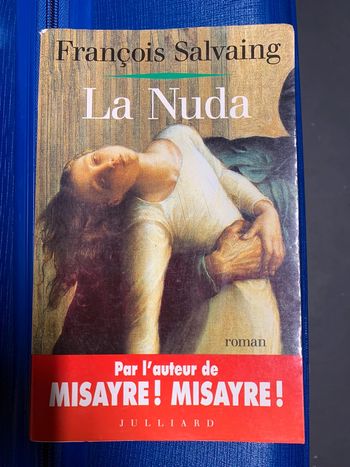 François Salvaing
La Nuda
roman
Par l'auteur de
MISAYRE! MISAYRE!
JULLIARD